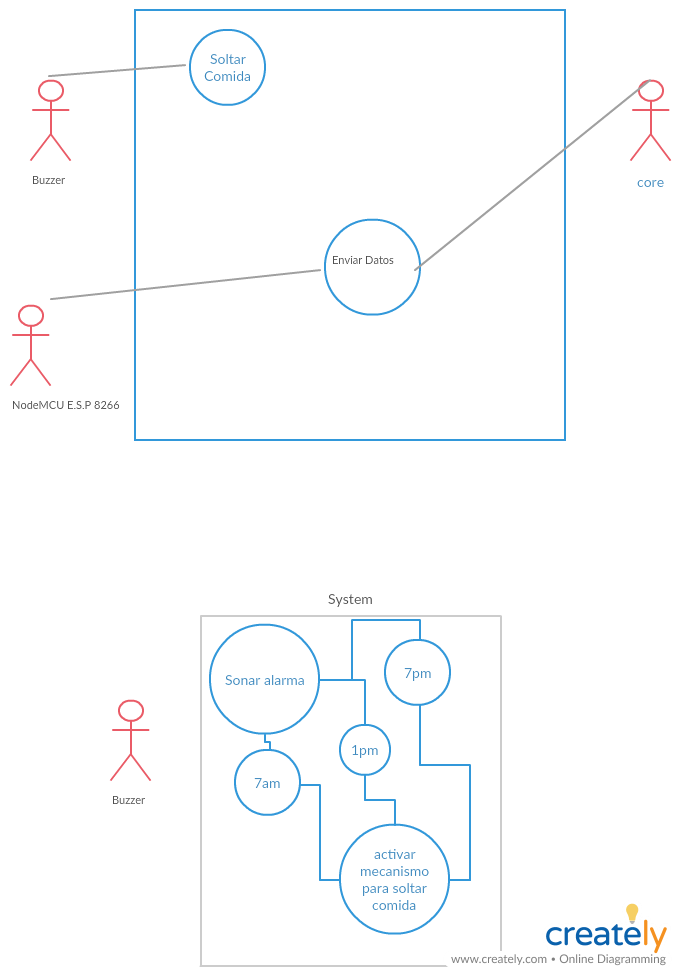 Soltar
Comida
Buzzer
core
Enviar Datos
NodeMCU E.S.P 8266
System
Sonar alarma
7pm
1pm
7am
Buzzer
activar
mecanismo
para soltar
comida
creately
www.creately.com • Online Diagramming